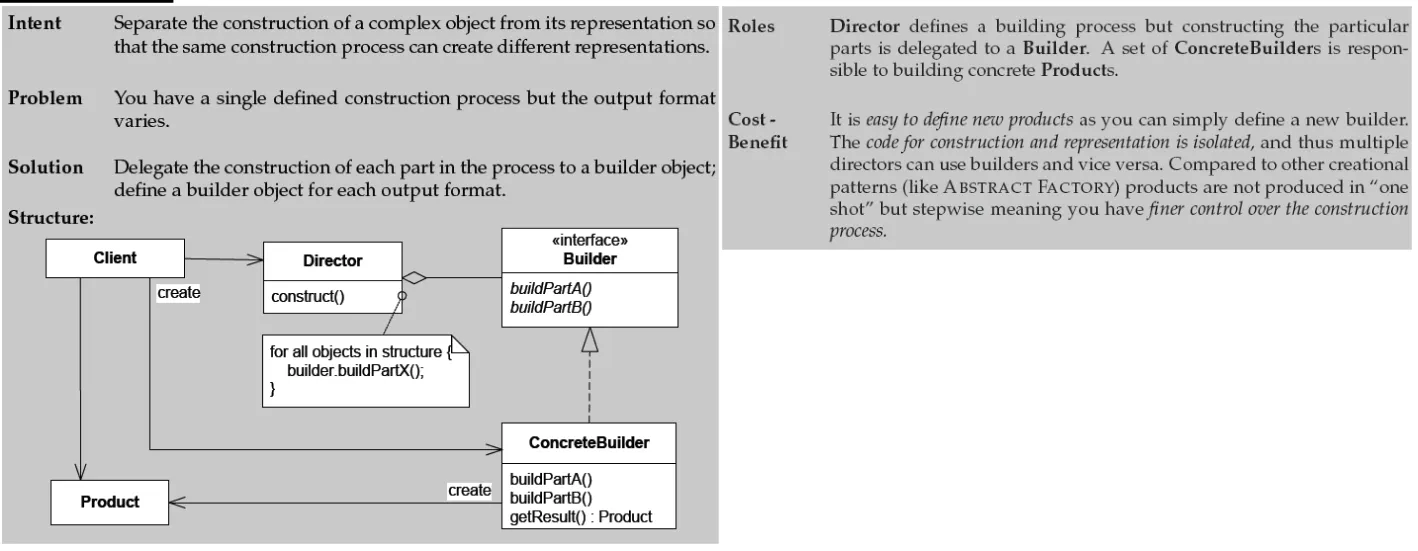 Intent Separate the construction of a complex object from its representation so
that the same construction process can create different representations.
Problem You have a single defined construction process but the output format
varies.
Solution Delegate the construction of each part in the process to a builder object;
define a builder object for each output format.
Structure:
Client
create
Director
construct()
«interface»
Builder
buildPartA()
buildPartB()
for all objects in structure {
builder.buildPartX();
}
ConcreteBuilder
buildPartA()
buildPartB()
getResult() : Product
create
Product
Roles Director defines a building process but constructing the particular
parts is delegated to a Builder. A set of ConcreteBuilders is respon-
sible to building concrete Products.
Cost - It is easy to define new products as you can simply define a new builder.
Benefit The code for construction and representation is isolated, and thus multiple
directors can use builders and vice versa. Compared to other creational
patterns (like ABSTRACT FACTORY) products are not produced in “one
shot” but stepwise meaning you have finer control over the construction
process.